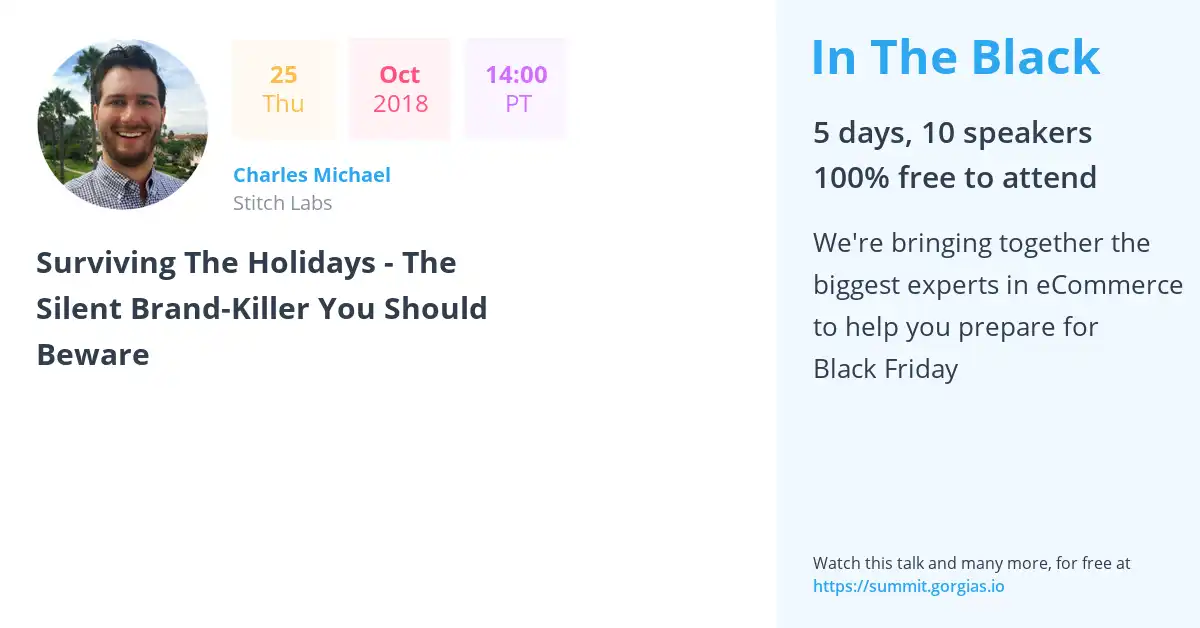 25
Thu
Oct
2018
14:00
PT
Charles Michael
Stitch Labs
Surviving The Holidays - The
Silent Brand-Killer You Should
Beware
In The Black
5 days, 10 speakers
100% free to attend
We're bringing together the
biggest experts in eCommerce
to help you prepare for
Black Friday
Watch this talk and many more, for free at
https://summit.gorgias.io